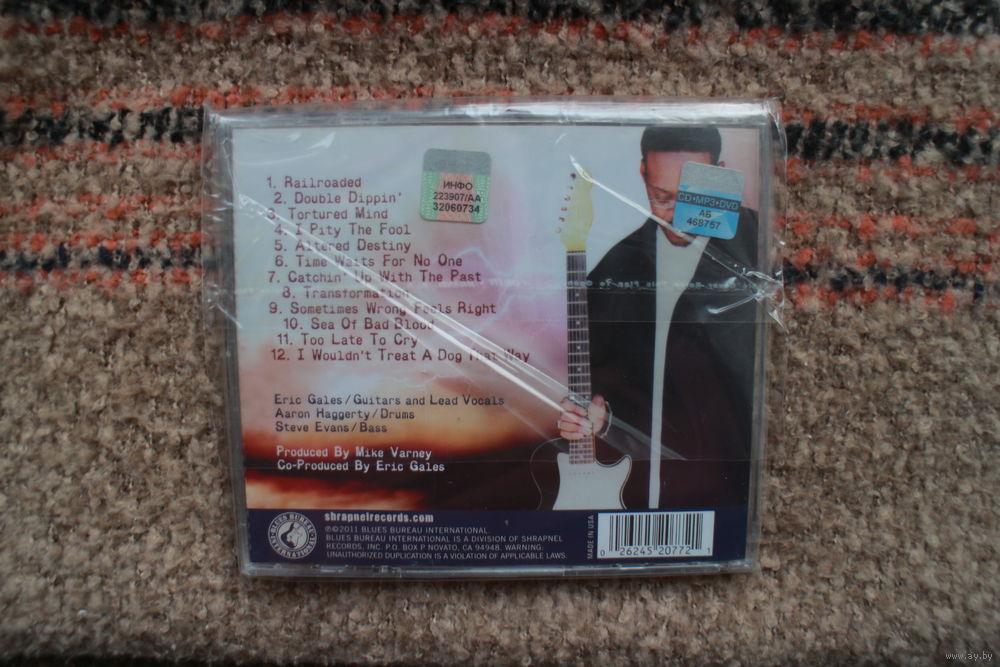 1. Railroaded
2. Double Dippin'
3. Tortured Mind
4. I Pity The Fool
5. Altered Destiny
6. Time Waits For No One
7. Catchin' Up With The Past
8. Transformation
9. Sometimes Wrong Feels Right
10. Sea Of Bad Blood
11. Too Late To Cry
12. I Wouldn't Treat A Dog That Way
Eric Gales/Guitars and Lead Vocals
Aaron Haggerty/Drums
Steve Evans/Bass
Produced By Mike Varney
Co-Produced By Eric Gales
ИНФО
223907/АА
32060734
CD•MP3•DVD
АБ
468757
BLUES BUREAU
INTERNATIONAL
shrapnelrecords.com
℗©2011 BLUES BUREAU INTERNATIONAL
BLUES BUREAU INTERNATIONAL IS A DIVISION OF SHRAPNEL
RECORDS, INC. P.O. BOX P NOVATO, CA 94948. WARNING:
UNAUTHORIZED DUPLICATION IS A VIOLATION OF APPLICABLE LAWS.
MADE IN USA
0 26245 20772 1
www.ay.by